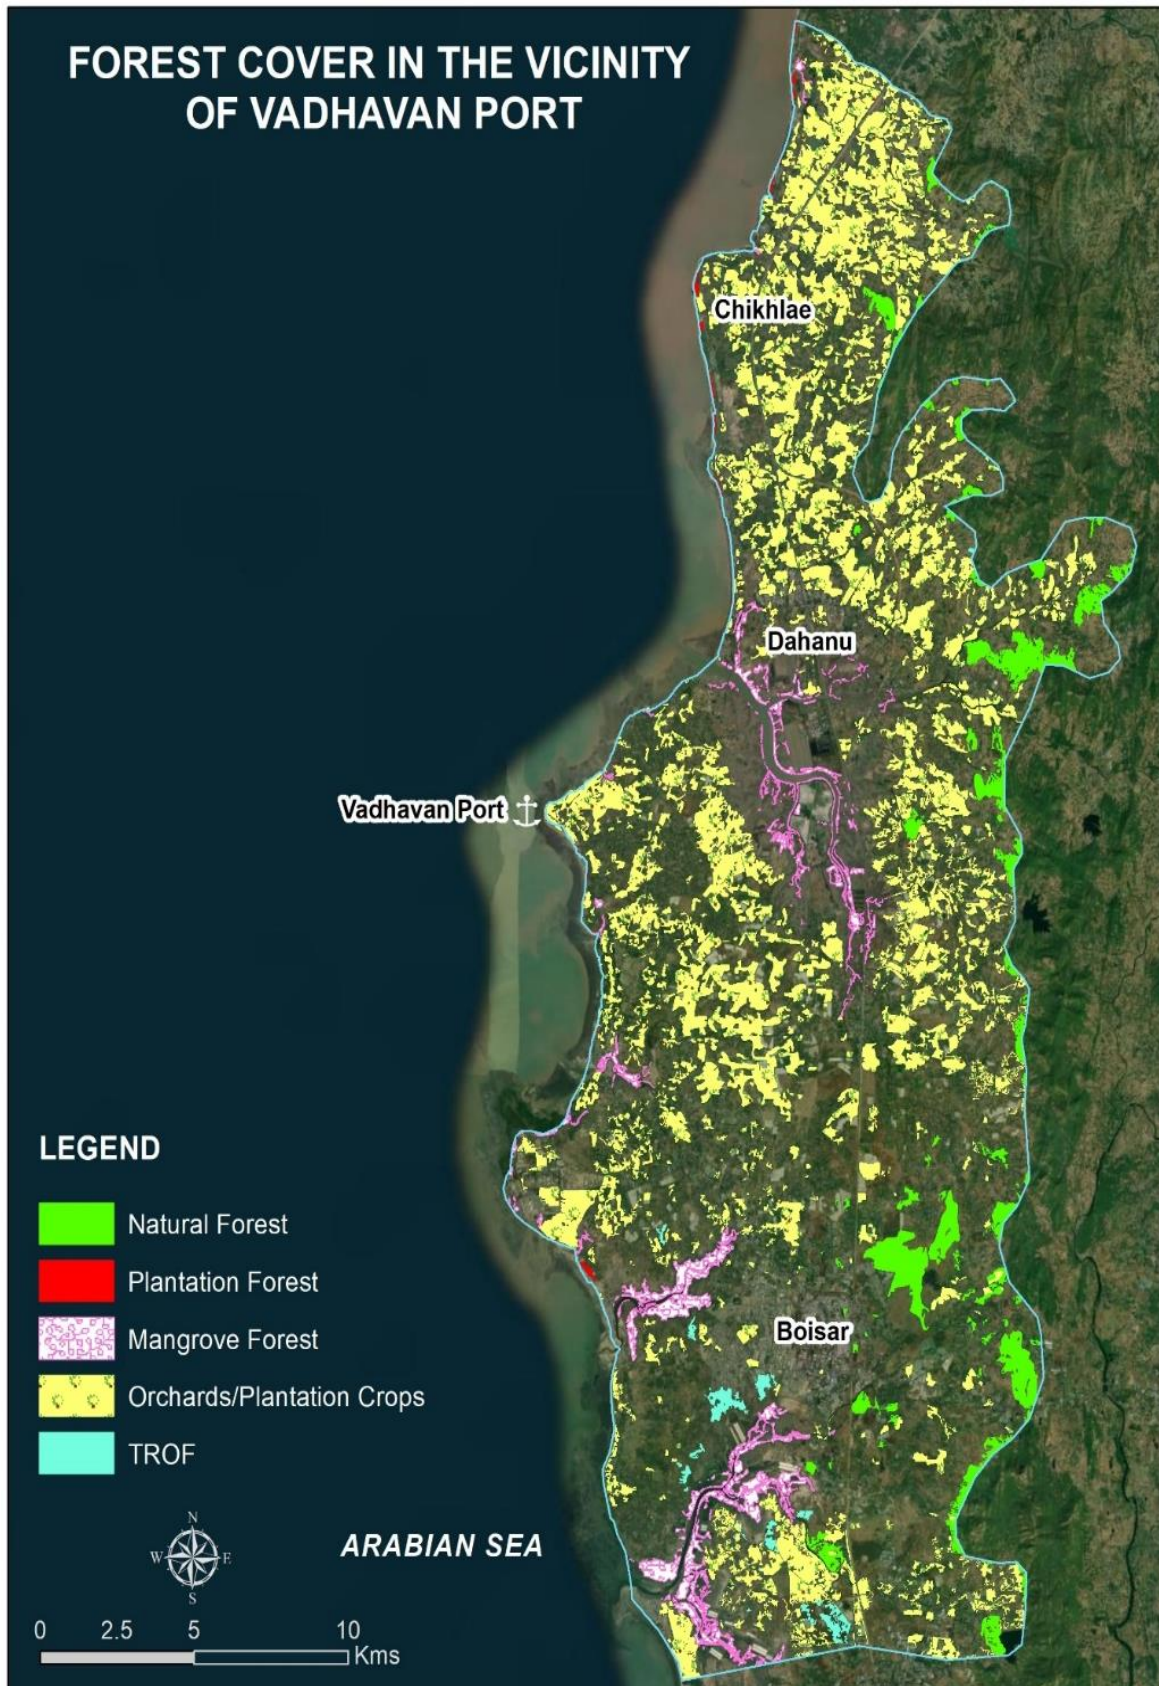 FOREST COVER IN THE VICINITY
OF VADHAVAN PORT
Chikhlae
Dahanu
Vadhavan Port
LEGEND
Natural Forest
Plantation Forest
Mangrove Forest
Orchards/Plantation Crops
TROF
Boisar
N
W E
S
ARABIAN SEA
0 2.5 5 10
Kms